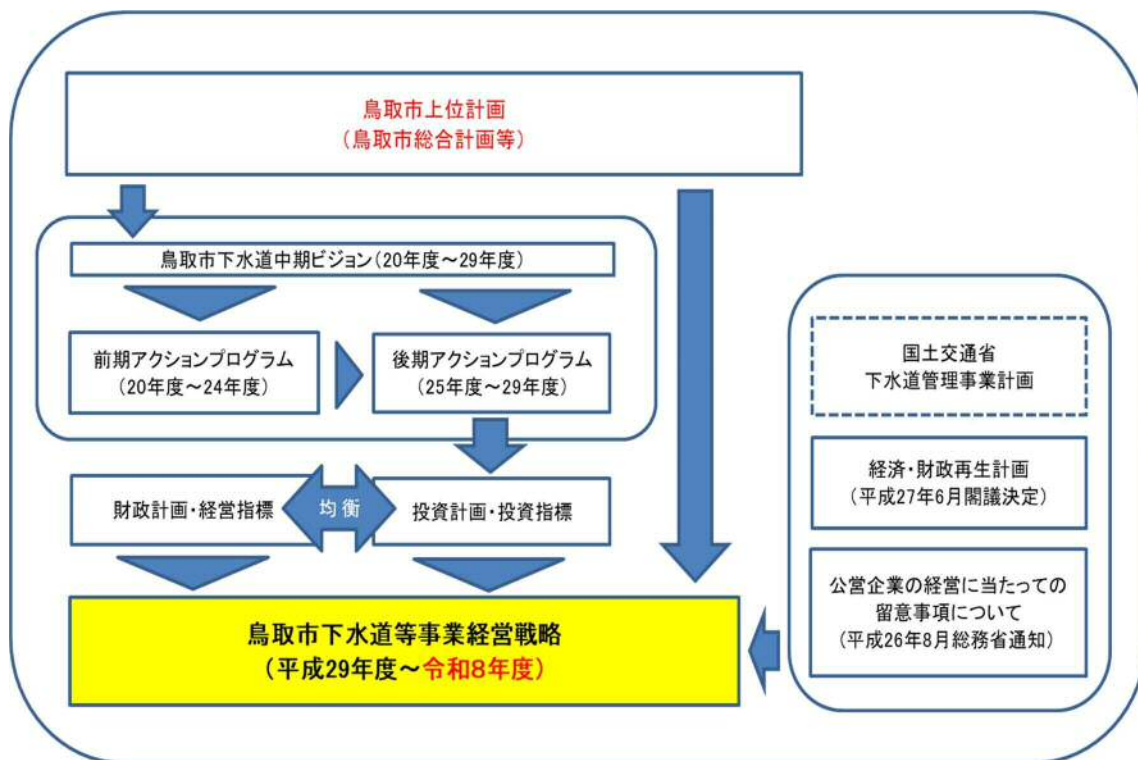 鳥取市上位計画
（鳥取市総合計画等）
鳥取市下水道中期ビジョン（20年度～29年度）
前期アクションプログラム
（20年度～24年度）
後期アクションプログラム
（25年度～29年度）
財政計画・経営指標
均衡
投資計画・投資指標
鳥取市下水道等事業経営戦略
（平成29年度～令和8年度）
国土交通省
下水道管理事業計画
経済・財政再生計画
（平成27年6月閣議決定）
公営企業の経営に当たっての
留意事項について
（平成26年8月総務省通知）